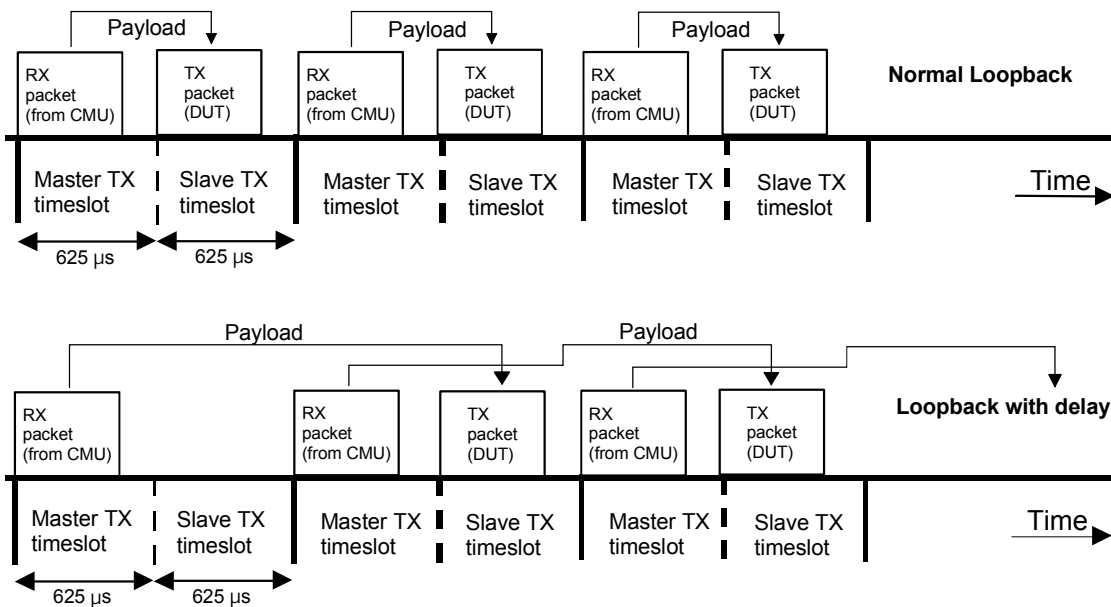 Payload
Payload
Payload
RX
packet
(from CMU)
TX
packet
(DUT)
RX
packet
(from CMU)
TX
packet
(DUT)
RX
packet
(from CMU)
TX
packet
(DUT)
Normal Loopback
Master TX
timeslot
Slave TX
timeslot
Master TX
timeslot
Slave TX
timeslot
Master TX
timeslot
Slave TX
timeslot
Time
625 µs
625 µs
Payload
Payload
RX
packet
(from CMU)
RX
packet
(from CMU)
TX
packet
(DUT)
RX
packet
(from CMU)
TX
packet
(DUT)
Loopback with delay
Master TX
timeslot
Slave TX
timeslot
Master TX
timeslot
Slave TX
timeslot
Master TX
timeslot
Slave TX
timeslot
Time
625 µs
625 µs